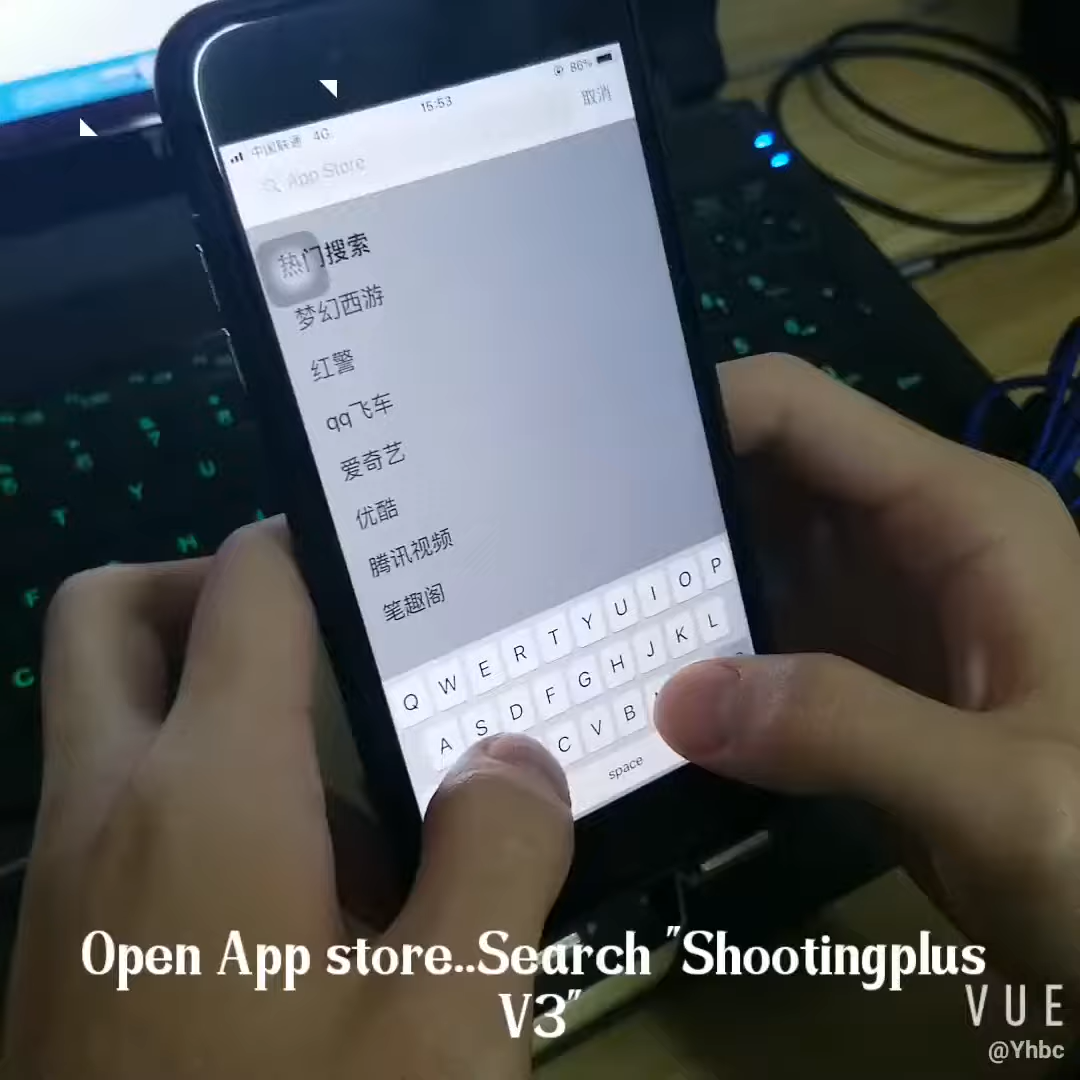 中国联通 4G 15:53 86%
App Store 取消
热门搜索
梦幻西游
红警
qq飞车
爱奇艺
优酷
腾讯视频
笔趣阁
Q W E R T Y U I O P
A S D F G H J K L
C V B
space
Open App store..Search "Shootingplus
V3"
VUE
@Yhbc